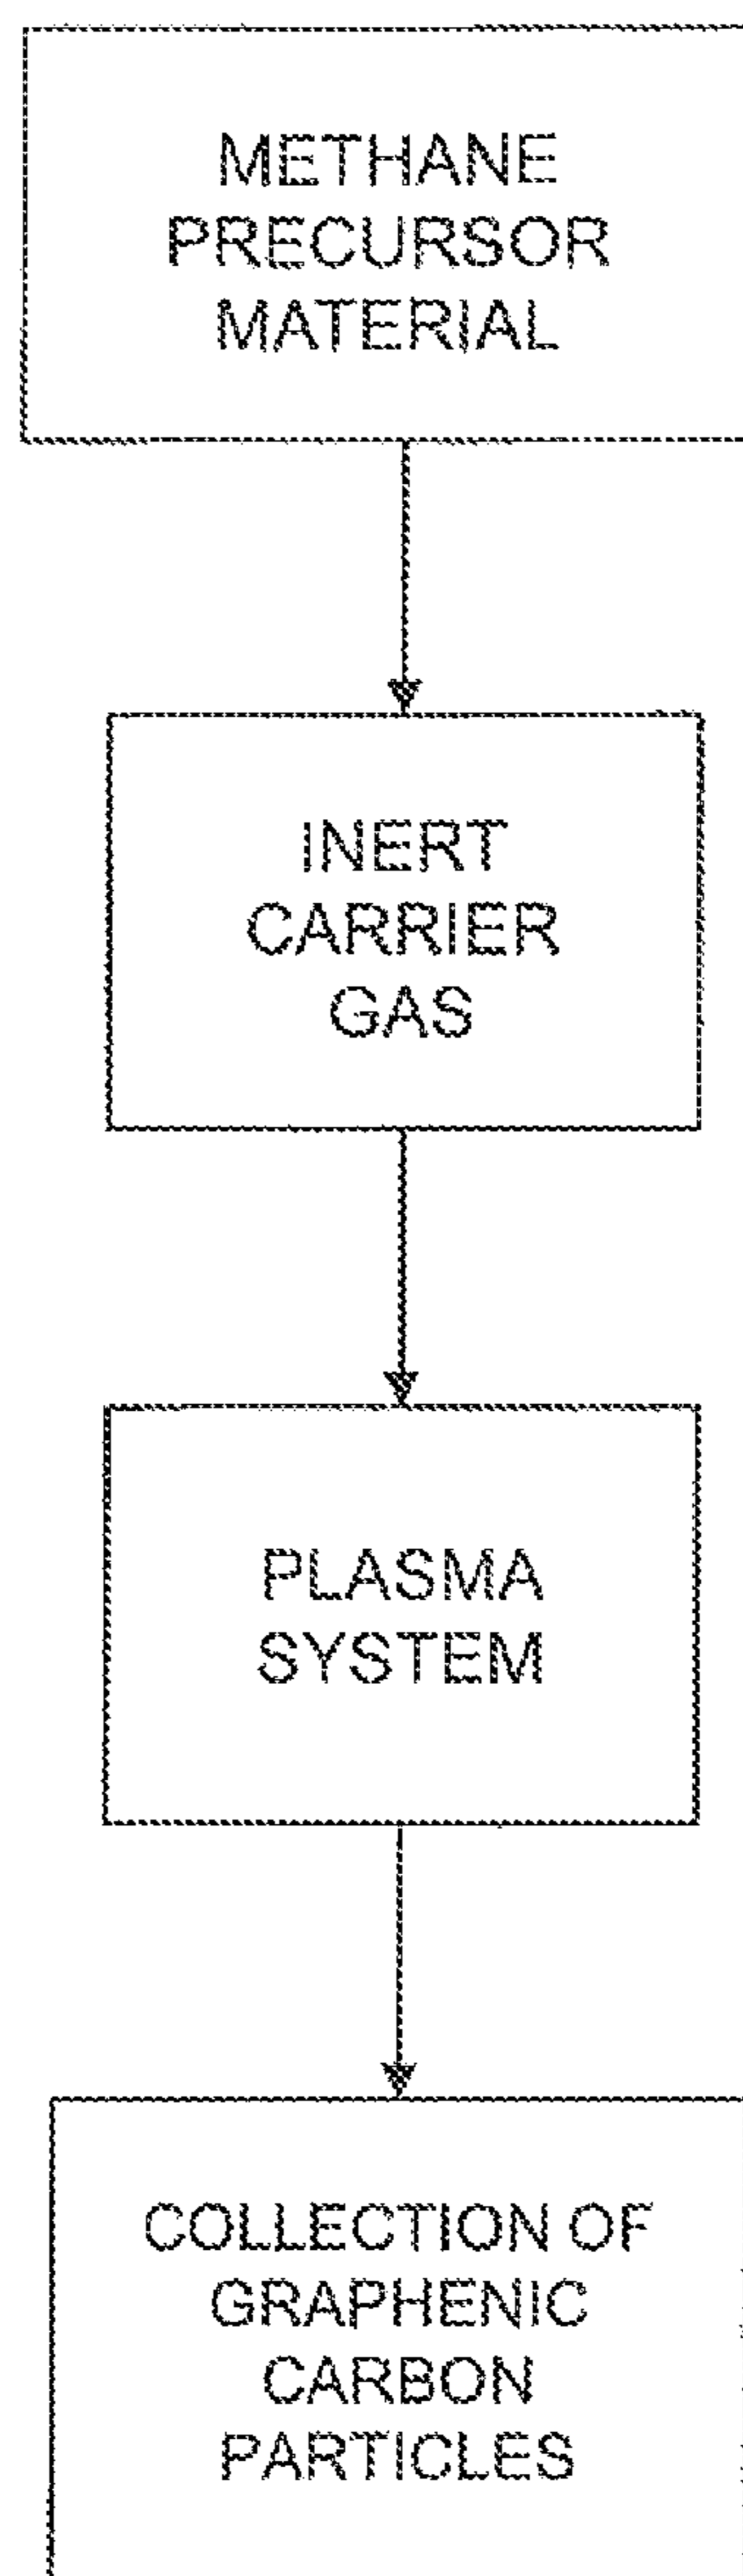 METHANE
PRECURSOR
MATERIAL
INERT
CARRIER
GAS
PLASMA
SYSTEM
COLLECTION OF
GRAPHENIC
CARBON
PARTICLES